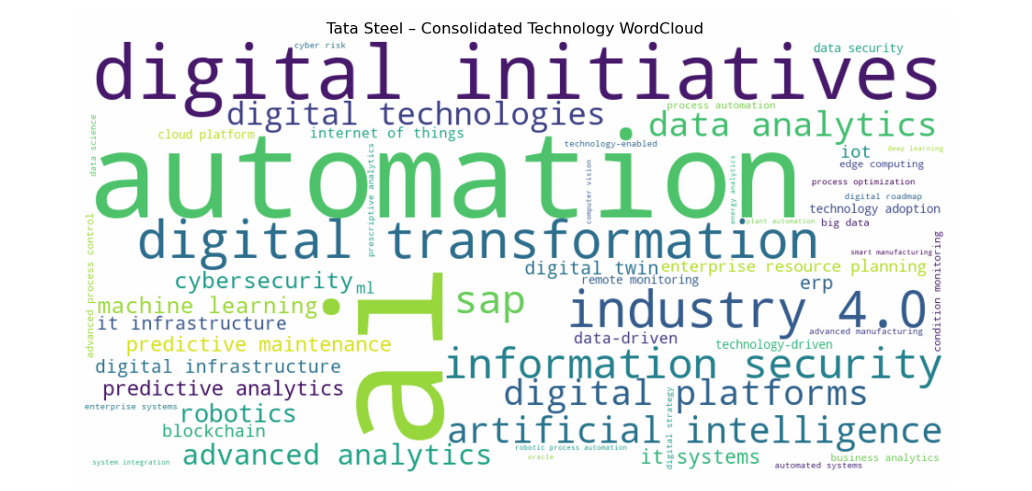 Tata Steel – Consolidated Technology WordCloud
cyber risk
data security
digital initiatives
digital technologies
process automation
data analytics
data science
cloud platform
internet of things
technology-enabled
deep learning
iot
edge computing
automation
prescriptive analytics
computer vision
energy analytics
process optimization
digital roadmap
technology adoption
plant automation
big data
advanced process control
digital transformation
condition monitoring
smart manufacturing
digital twin
enterprise resource planning
cybersecurity
ml
remote monitoring
erp
ai
sap
industry 4.0
machine learning
it infrastructure
advanced manufacturing
data-driven
technology-driven
predictive maintenance
digital infrastructure
information security
predictive analytics
digital platforms
enterprise systems
robotics
digital strategy
blockchain
artificial intelligence
robotic process automation
advanced analytics
oracle
it systems
business analytics
system integration
automated systems